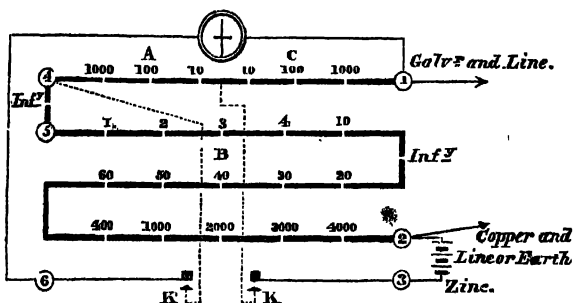 A C
1000 100 10 10 100 1000
4 1 Galvr and Line.
Infy
5 1 2 3 4 10
B Infy
60 50 40 30 20
400 1000 2000 3000 4000
2 Copper and
Line or Earth
6 3 Zinc.
K' K